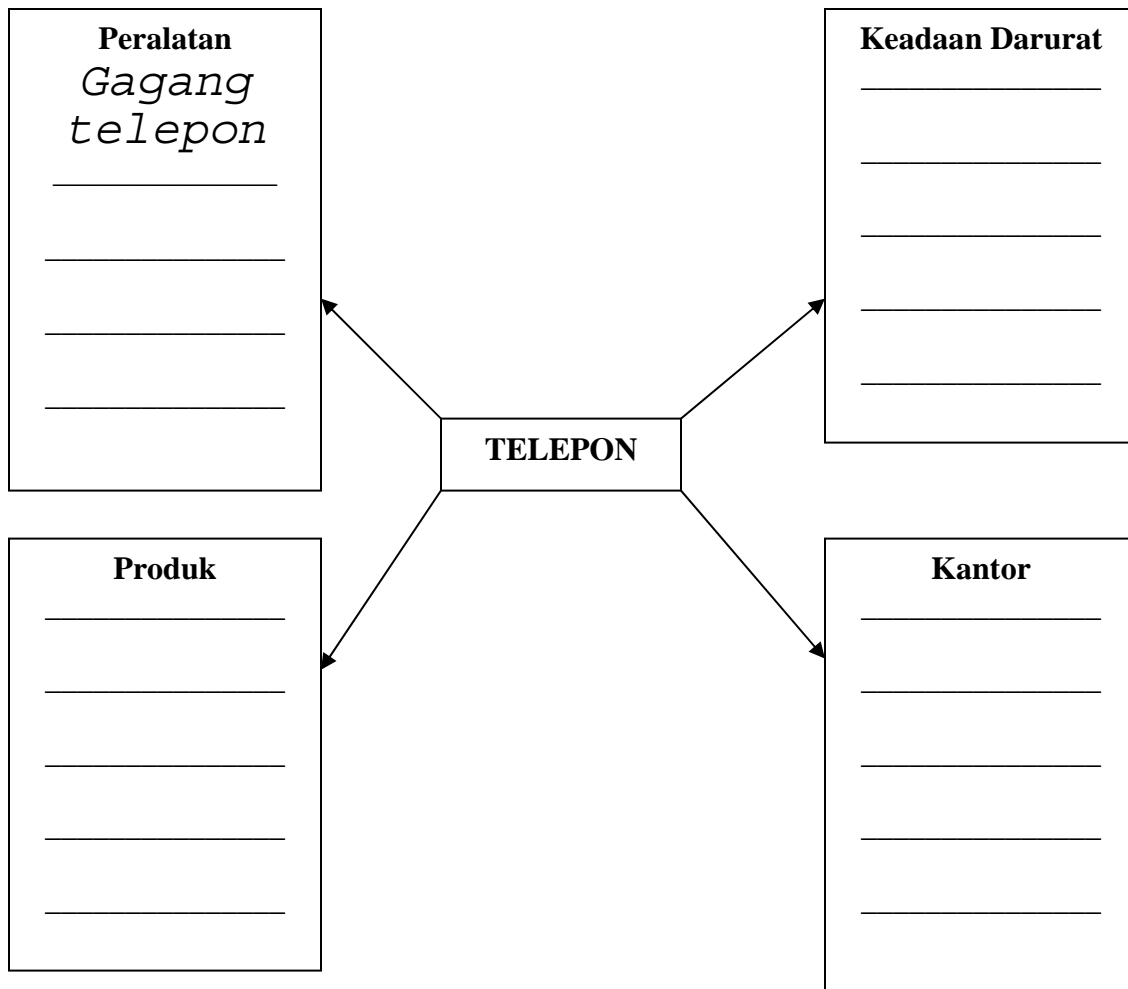 Peralatan
Gagang
telepon
Keadaan Darurat
TELEPON
Produk
Kantor